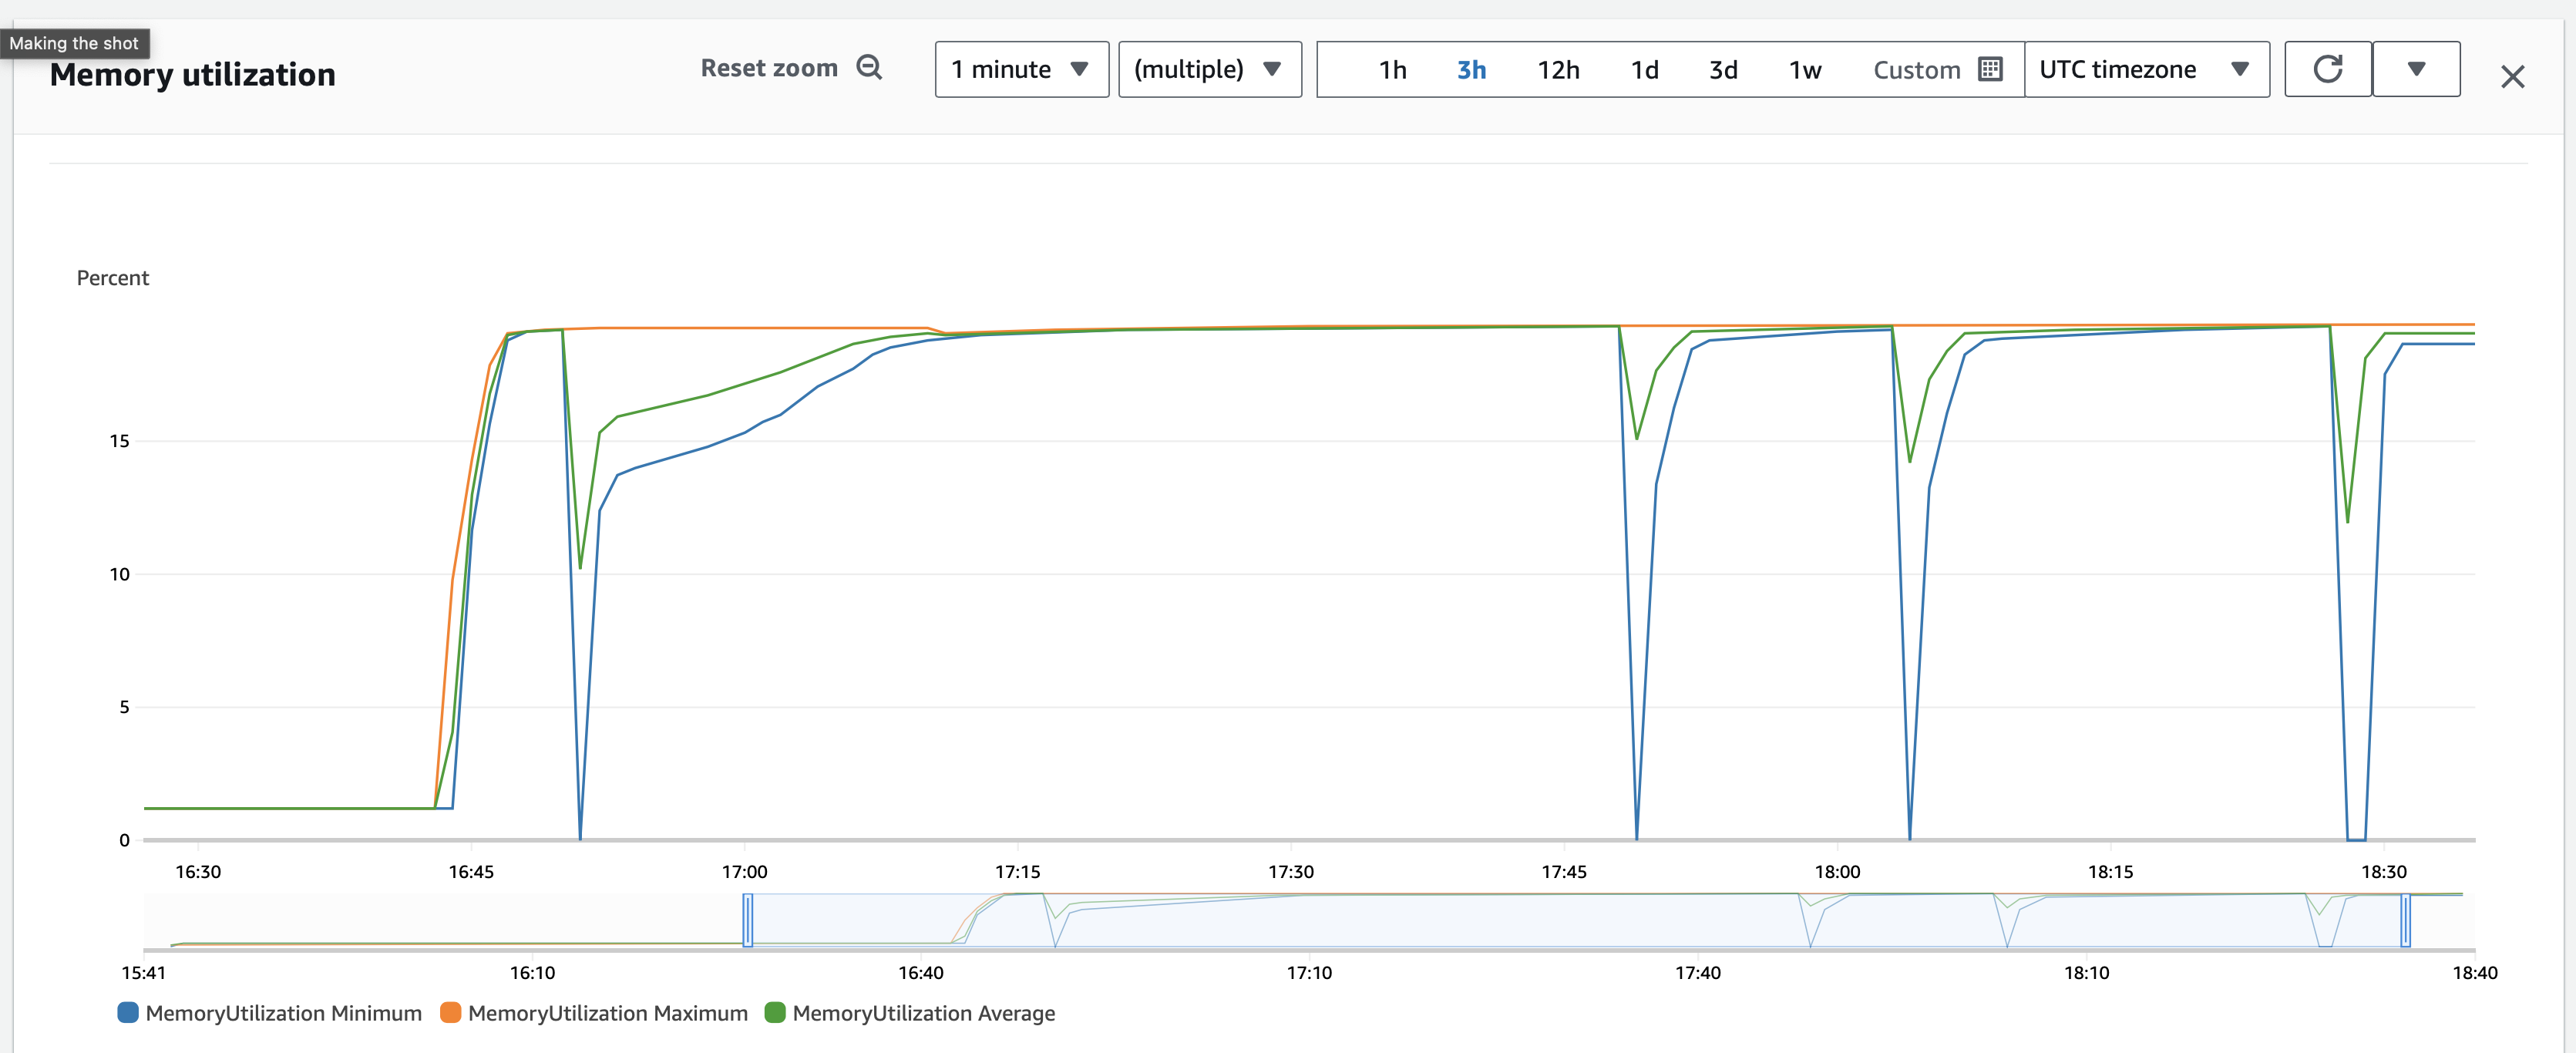 Making the shot
Memory utilization
Reset zoom
1 minute
(multiple)
1h 3h 12h 1d 3d 1w Custom
UTC timezone
Percent
15
10
5
0
16:30 16:45 17:00 17:15 17:30 17:45 18:00 18:15 18:30
15:41 16:10 16:40 17:10 17:40 18:10 18:40
MemoryUtilization Minimum MemoryUtilization Maximum MemoryUtilization Average